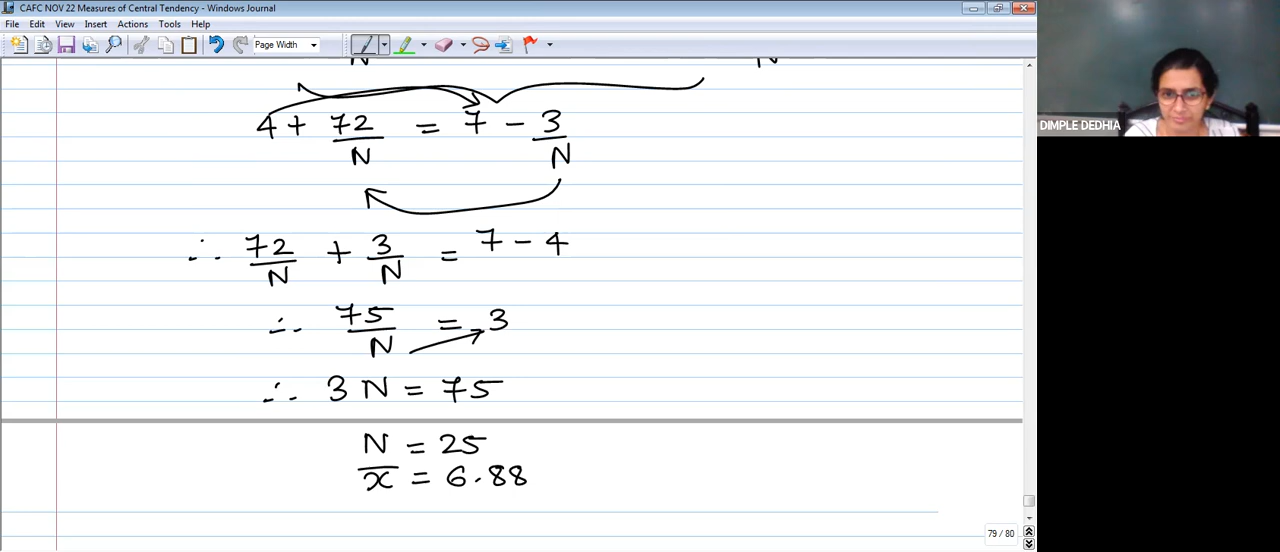 CAFC NOV 22 Measures of Central Tendency - Windows Journal
File Edit View Insert Actions Tools Help
Page Width
N N
4 + 72/N = 7 - 3/N
∴ 72/N + 3/N = 7 - 4
∴ 75/N = 3
∴ 3N = 75
N = 25
x̅ = 6.88
79 / 80
DIMPLE DEDHIA